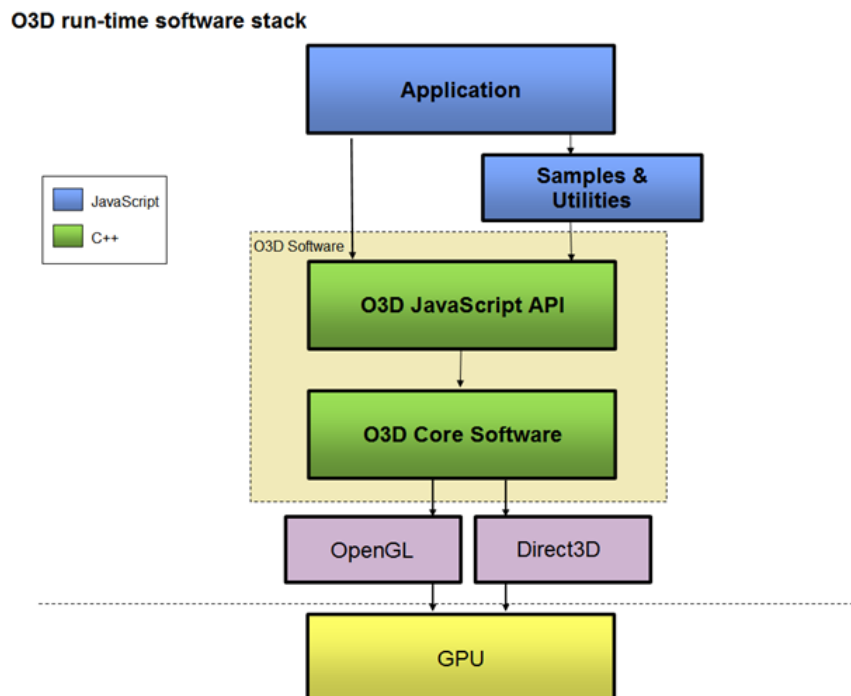 O3D run-time software stack
Application
Samples &
Utilities
JavaScript
C++
O3D Software
O3D JavaScript API
O3D Core Software
OpenGL
Direct3D
GPU